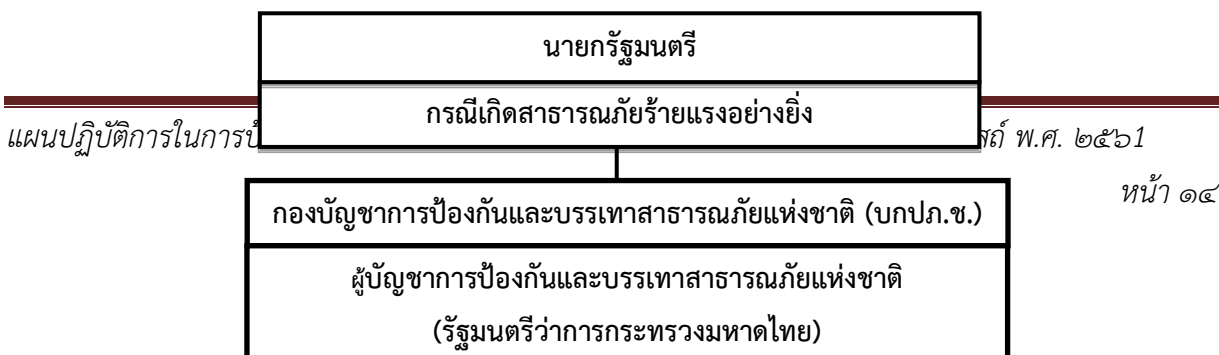 นายกรัฐมนตรี
กรณีเกิดสาธารณภัยร้ายแรงอย่างยิ่ง
แผนปฏิบัติการในการป้ สถ์ พ.ศ. ๒๕๖1
หน้า ๑๔
กองบัญชาการป้องกันและบรรเทาสาธารณภัยแห่งชาติ (บกปภ.ช.)
ผู้บัญชาการป้องกันและบรรเทาสาธารณภัยแห่งชาติ
(รัฐมนตรีว่าการกระทรวงมหาดไทย)